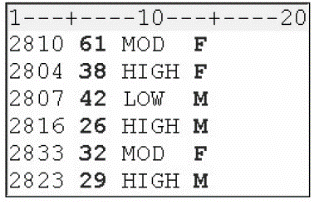 1---+----10---+----20
2810 61 MOD  F
2804 38 HIGH F
2807 42 LOW  M
2816 26 HIGH M
2833 32 MOD  F
2823 29 HIGH M